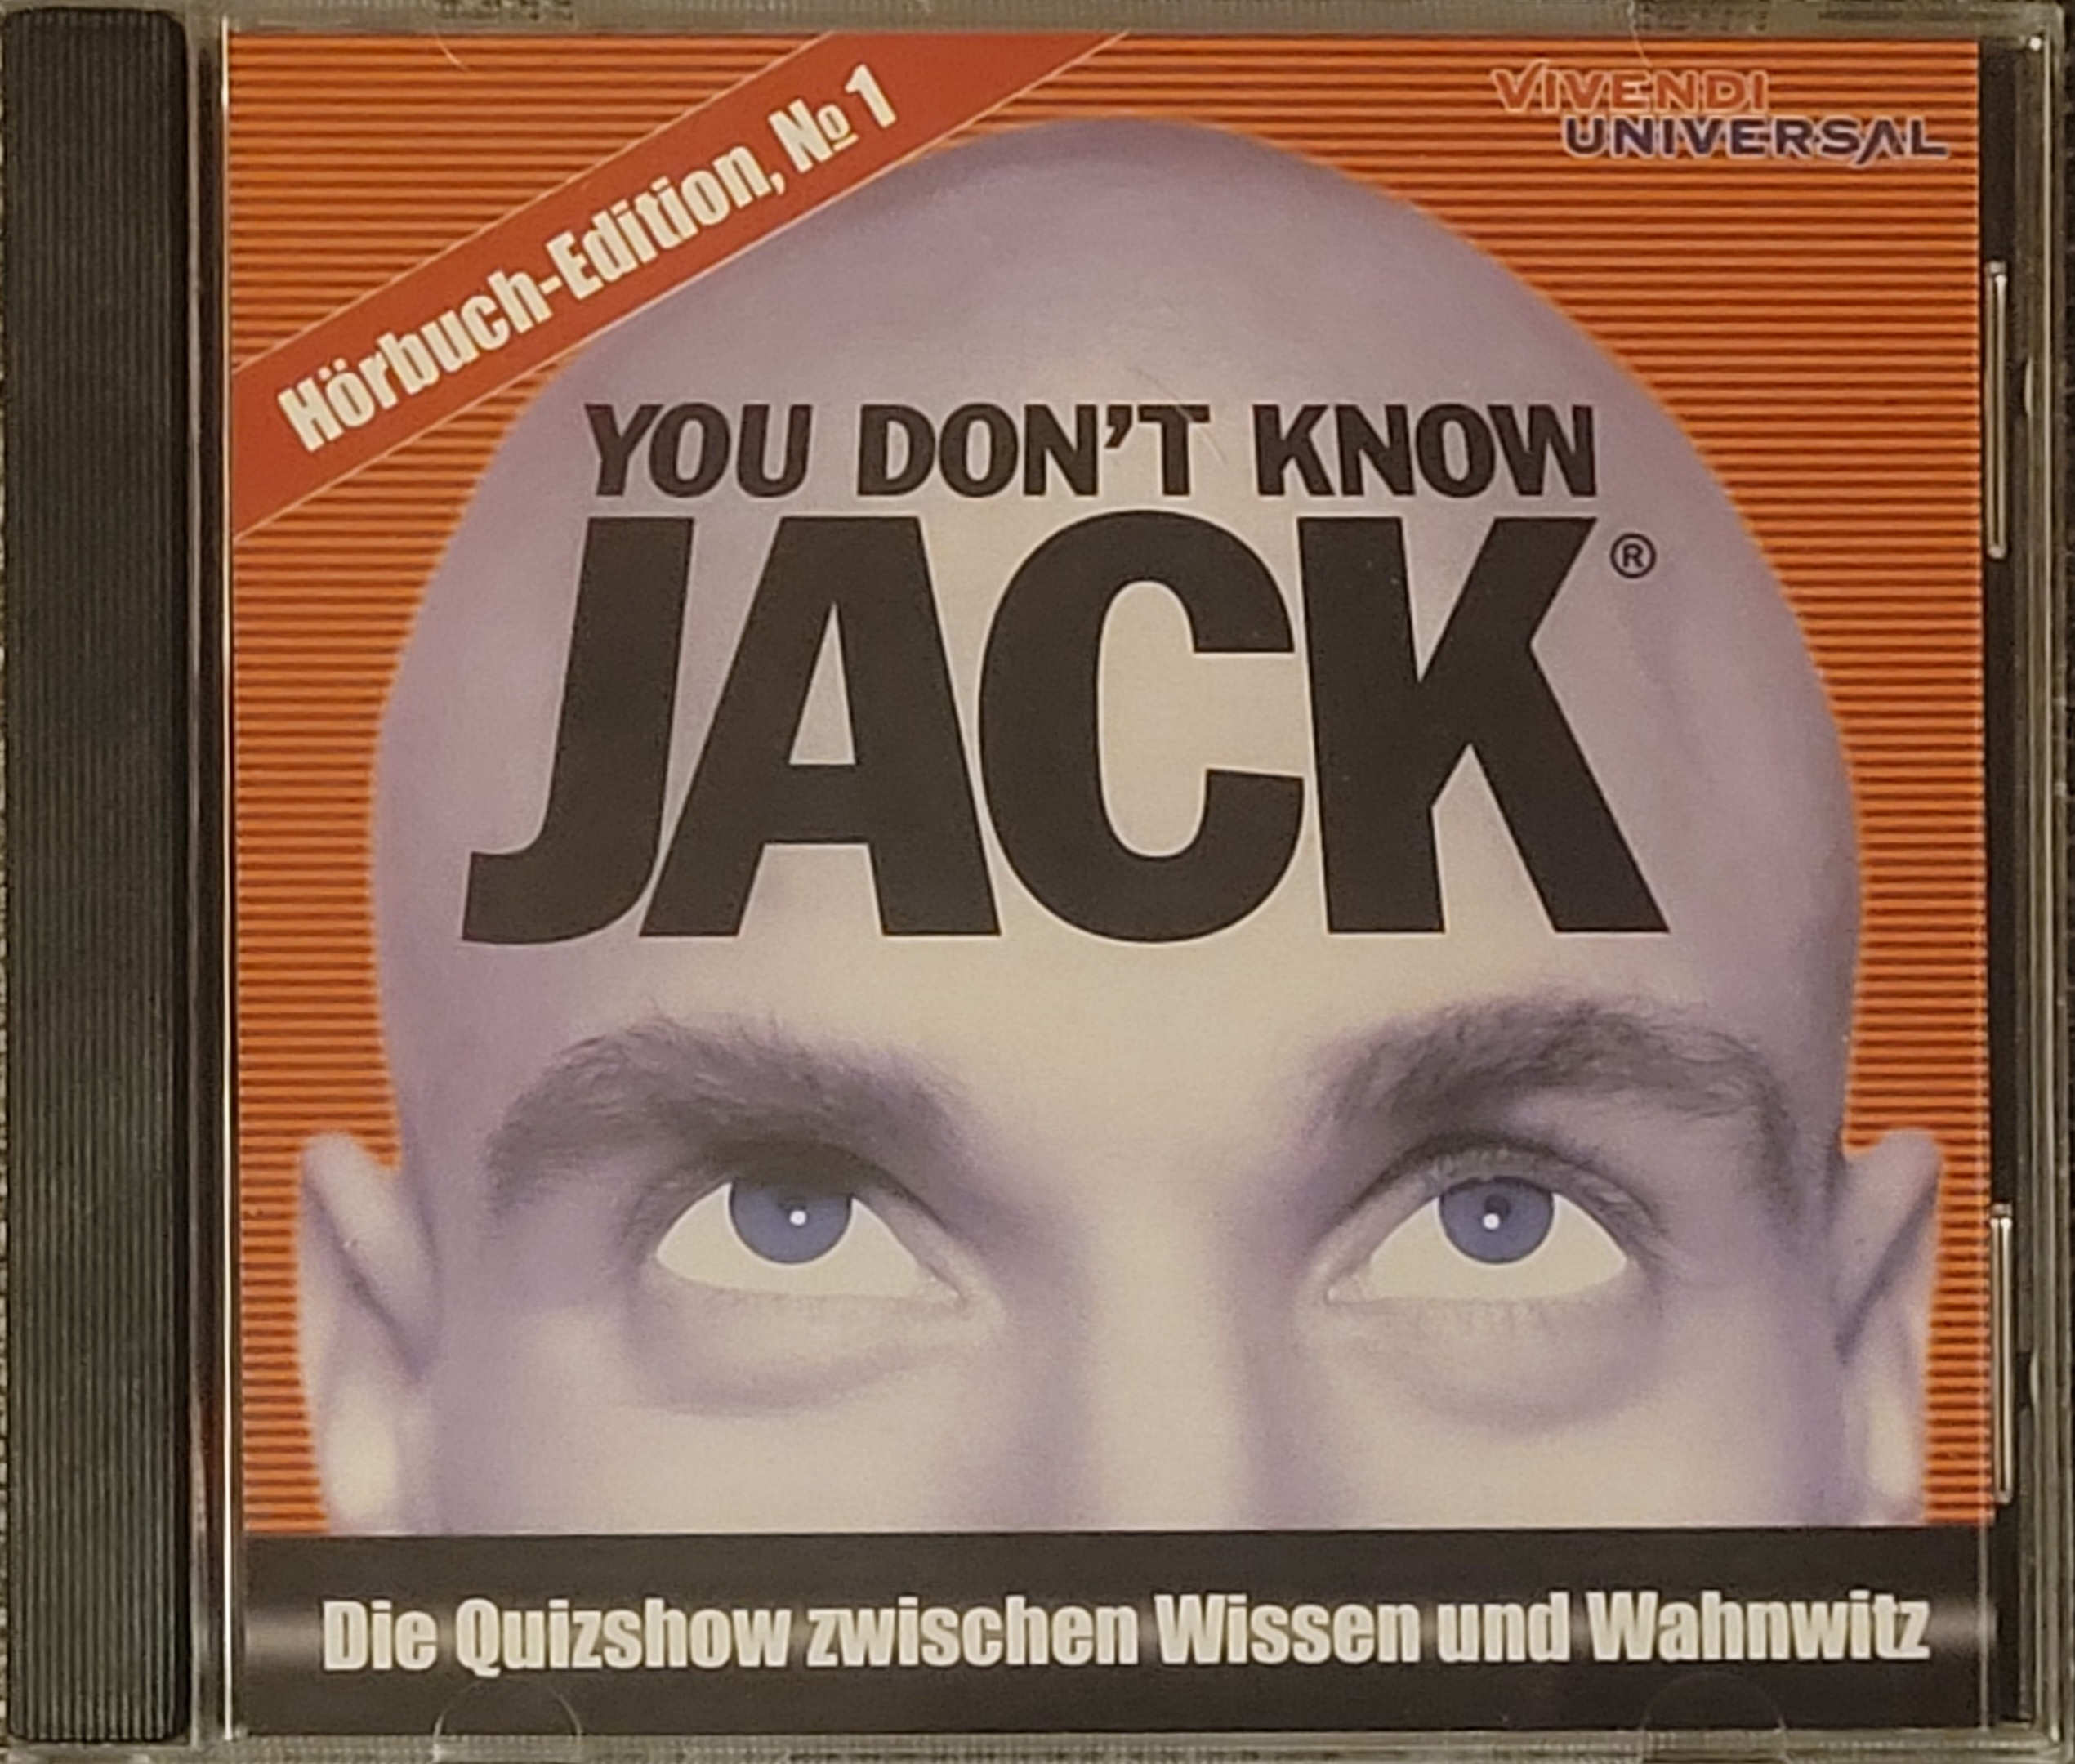 Hörbuch-Edition, № 1
VIVENDI
UNIVERSAL
YOU DON'T KNOW
JACK®
Die Quizshow zwischen Wissen und Wahnwitz